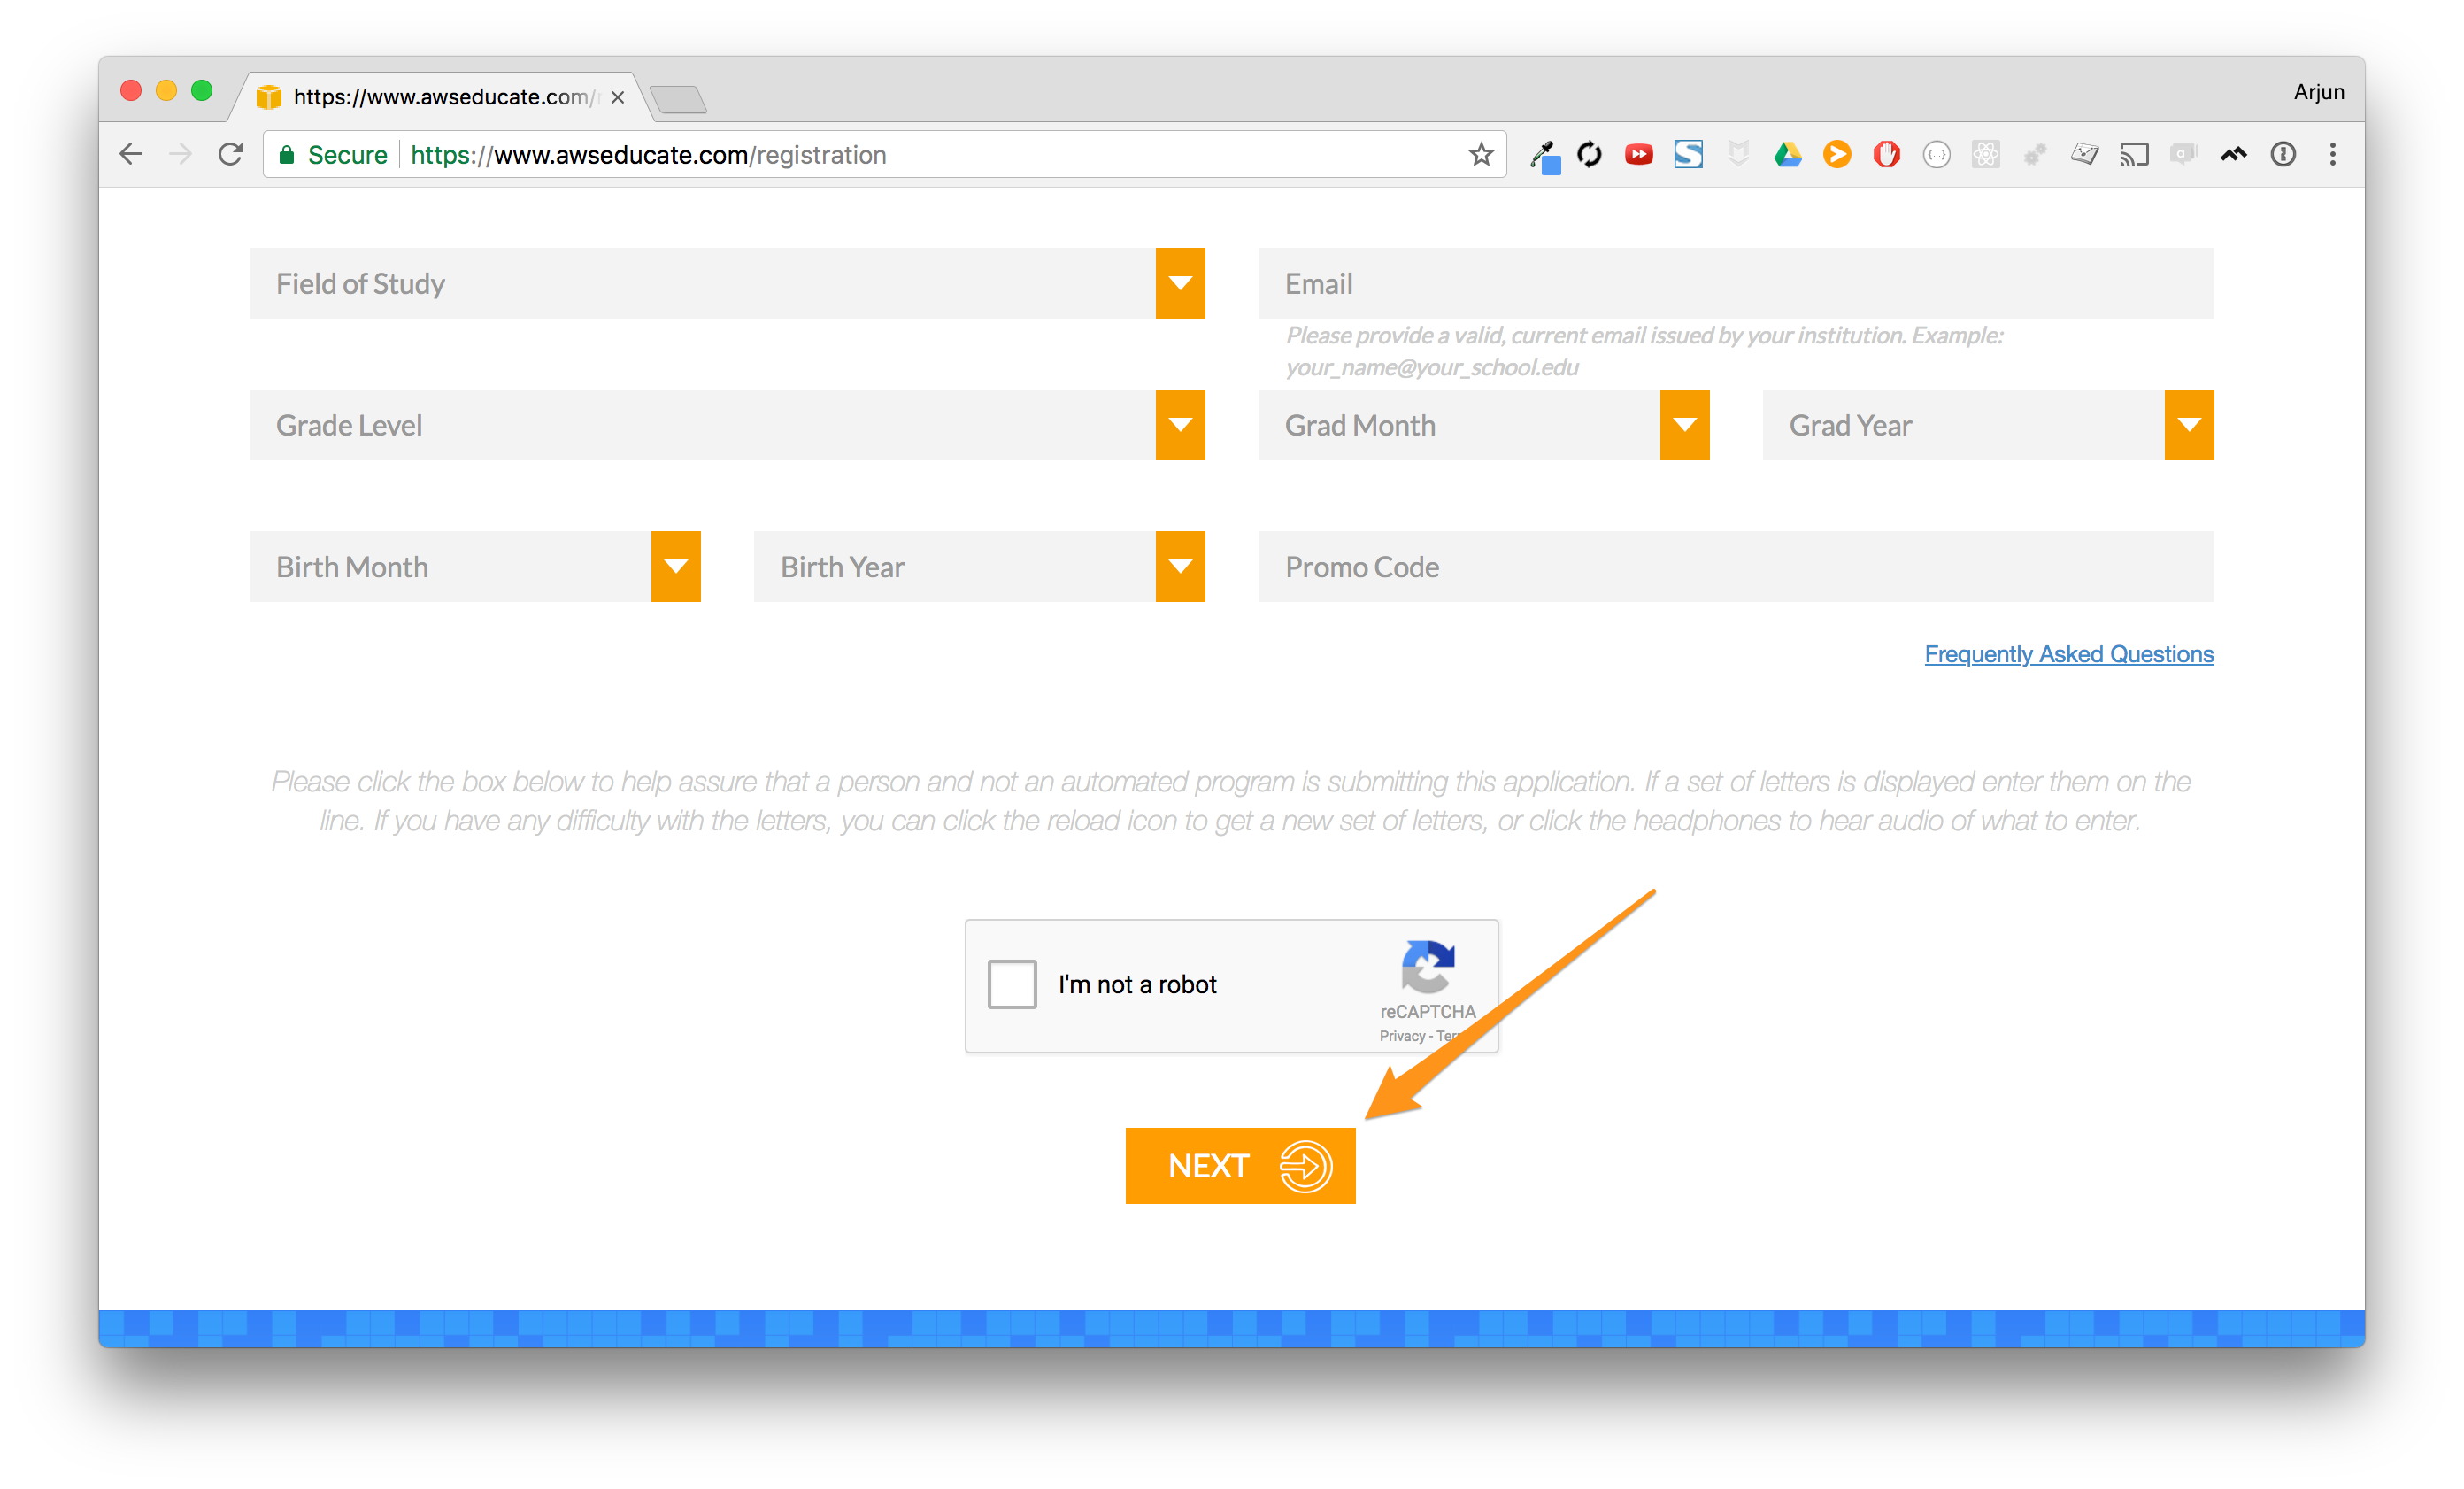 https://www.awseducate.com/
Arjun
Secure https://www.awseducate.com/registration
Field of Study
Email
Please provide a valid, current email issued by your institution. Example:
your_name@your_school.edu
Grade Level
Grad Month
Grad Year
Birth Month
Birth Year
Promo Code
Frequently Asked Questions
Please click the box below to help assure that a person and not an automated program is submitting this application. If a set of letters is displayed enter them on the
line. If you have any difficulty with the letters, you can click the reload icon to get a new set of letters, or click the headphones to hear audio of what to enter.
I'm not a robot
reCAPTCHA
Privacy -
NEXT